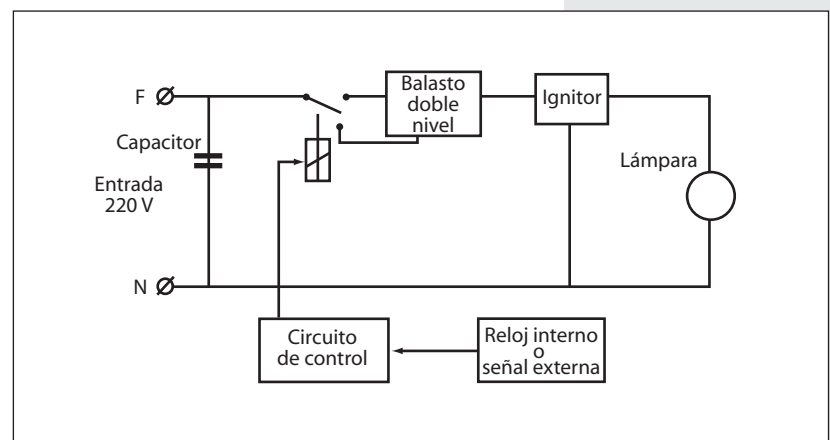 F
Capacitor
Entrada
220 V
N
Balasto
doble
nivel
Ignitor
Lámpara
Circuito
de control
Reloj interno
o
señal externa